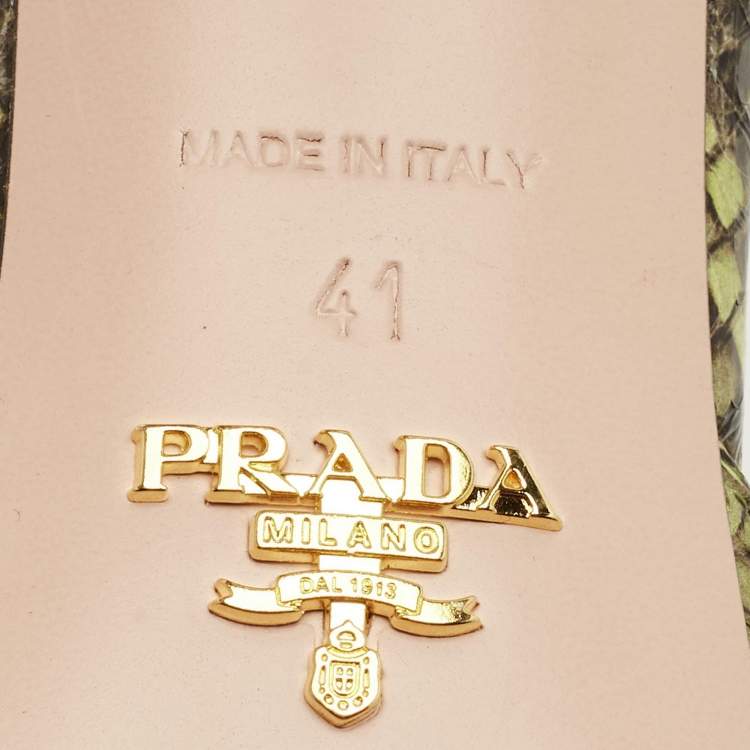 MADE IN ITALY
41
PRADA
MILANO
DAL 1913